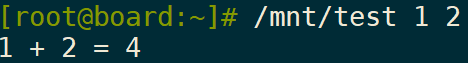 [root@board:~]# /mnt/test 1 2
1 + 2 = 4